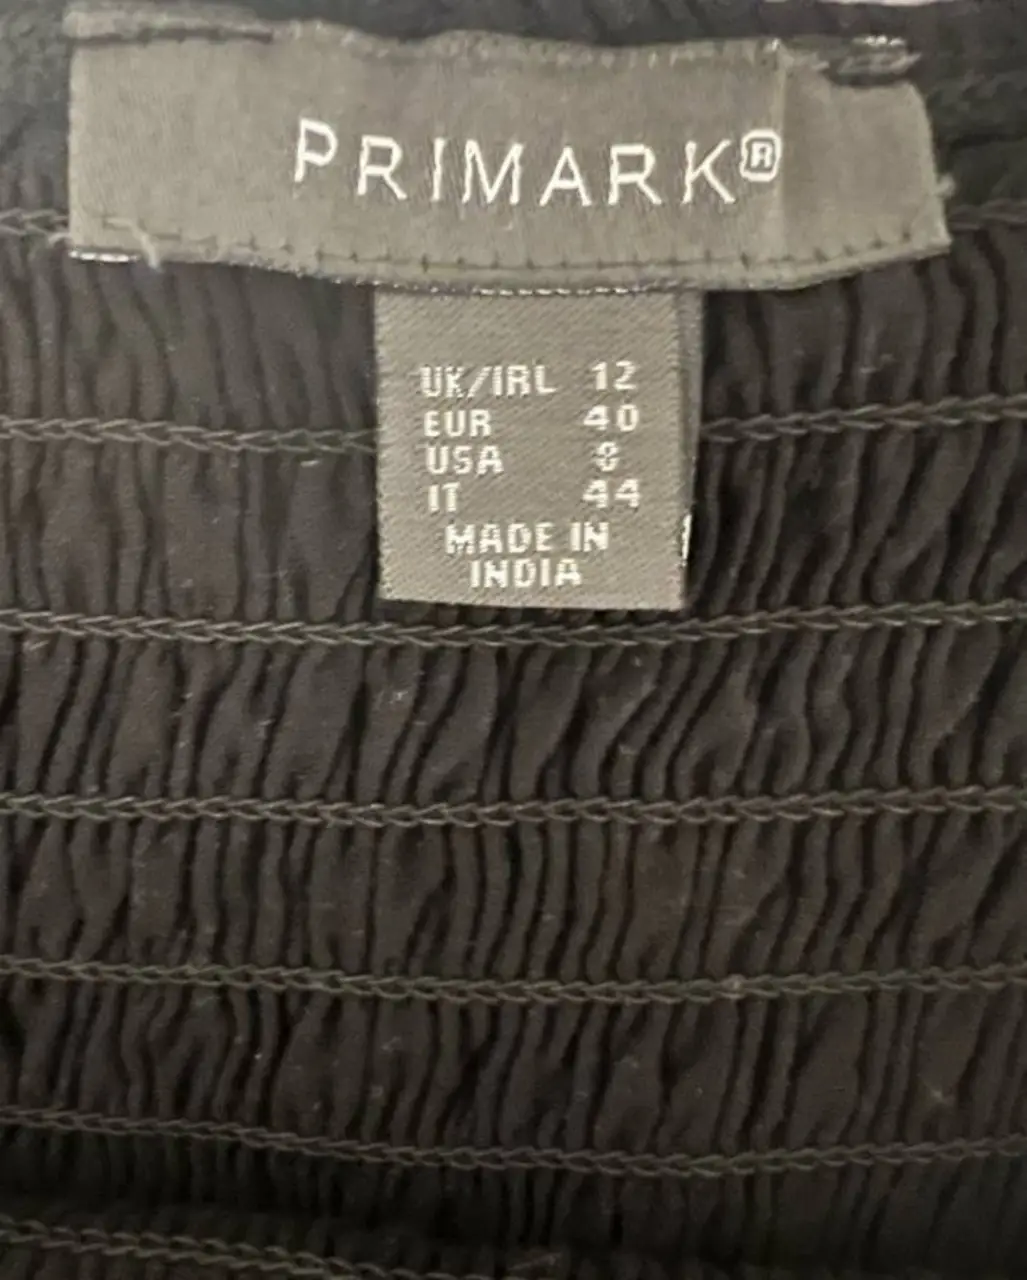 PRIMARK®
UK/IRL 12
EUR 40
USA 8
IT 44
MADE IN
INDIA